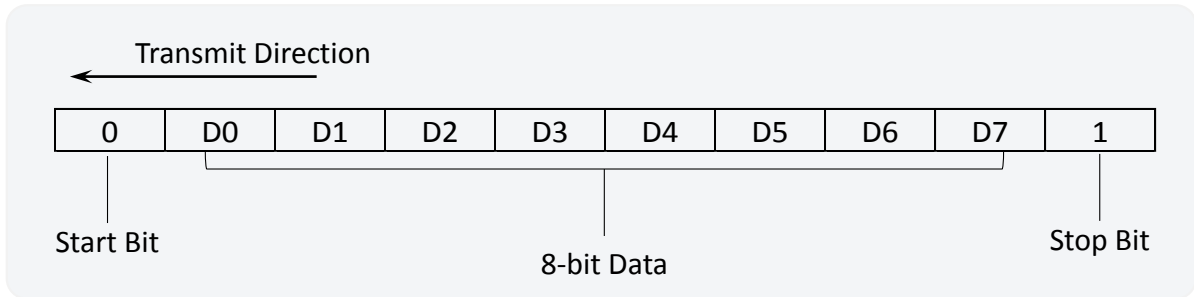 Transmit Direction
0 D0 D1 D2 D3 D4 D5 D6 D7 1
Start Bit
8-bit Data
Stop Bit